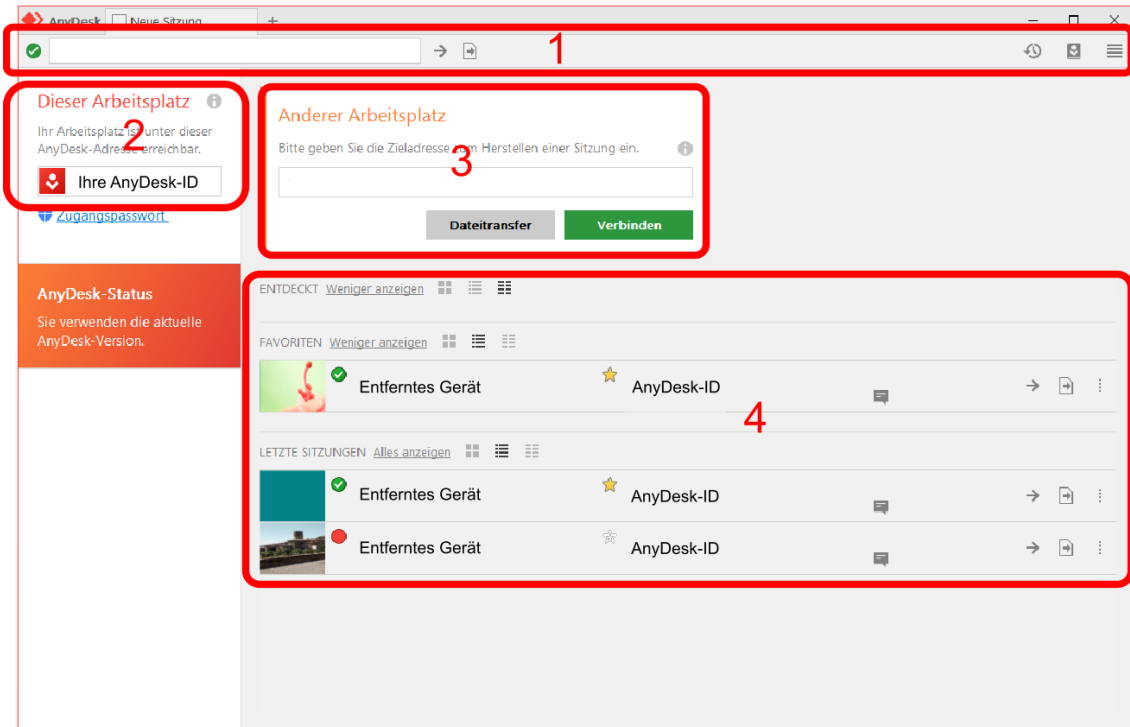 AnyDesk Neue Sitzung +
1
Dieser Arbeitsplatz
Ihr Arbeitsplatz ist unter dieser
AnyDesk-Adresse erreichbar.
2
Ihre AnyDesk-ID
Zugangspasswort
AnyDesk-Status
Sie verwenden die aktuelle
AnyDesk-Version.
Anderer Arbeitsplatz
Bitte geben Sie die Zieladresse zum Herstellen einer Sitzung ein.
3
Dateitransfer Verbinden
ENTDECKT Weniger anzeigen
FAVORITEN Weniger anzeigen
Entferntes Gerät AnyDesk-ID
4
LETZTE SITZUNGEN Alles anzeigen
Entferntes Gerät AnyDesk-ID
Entferntes Gerät AnyDesk-ID